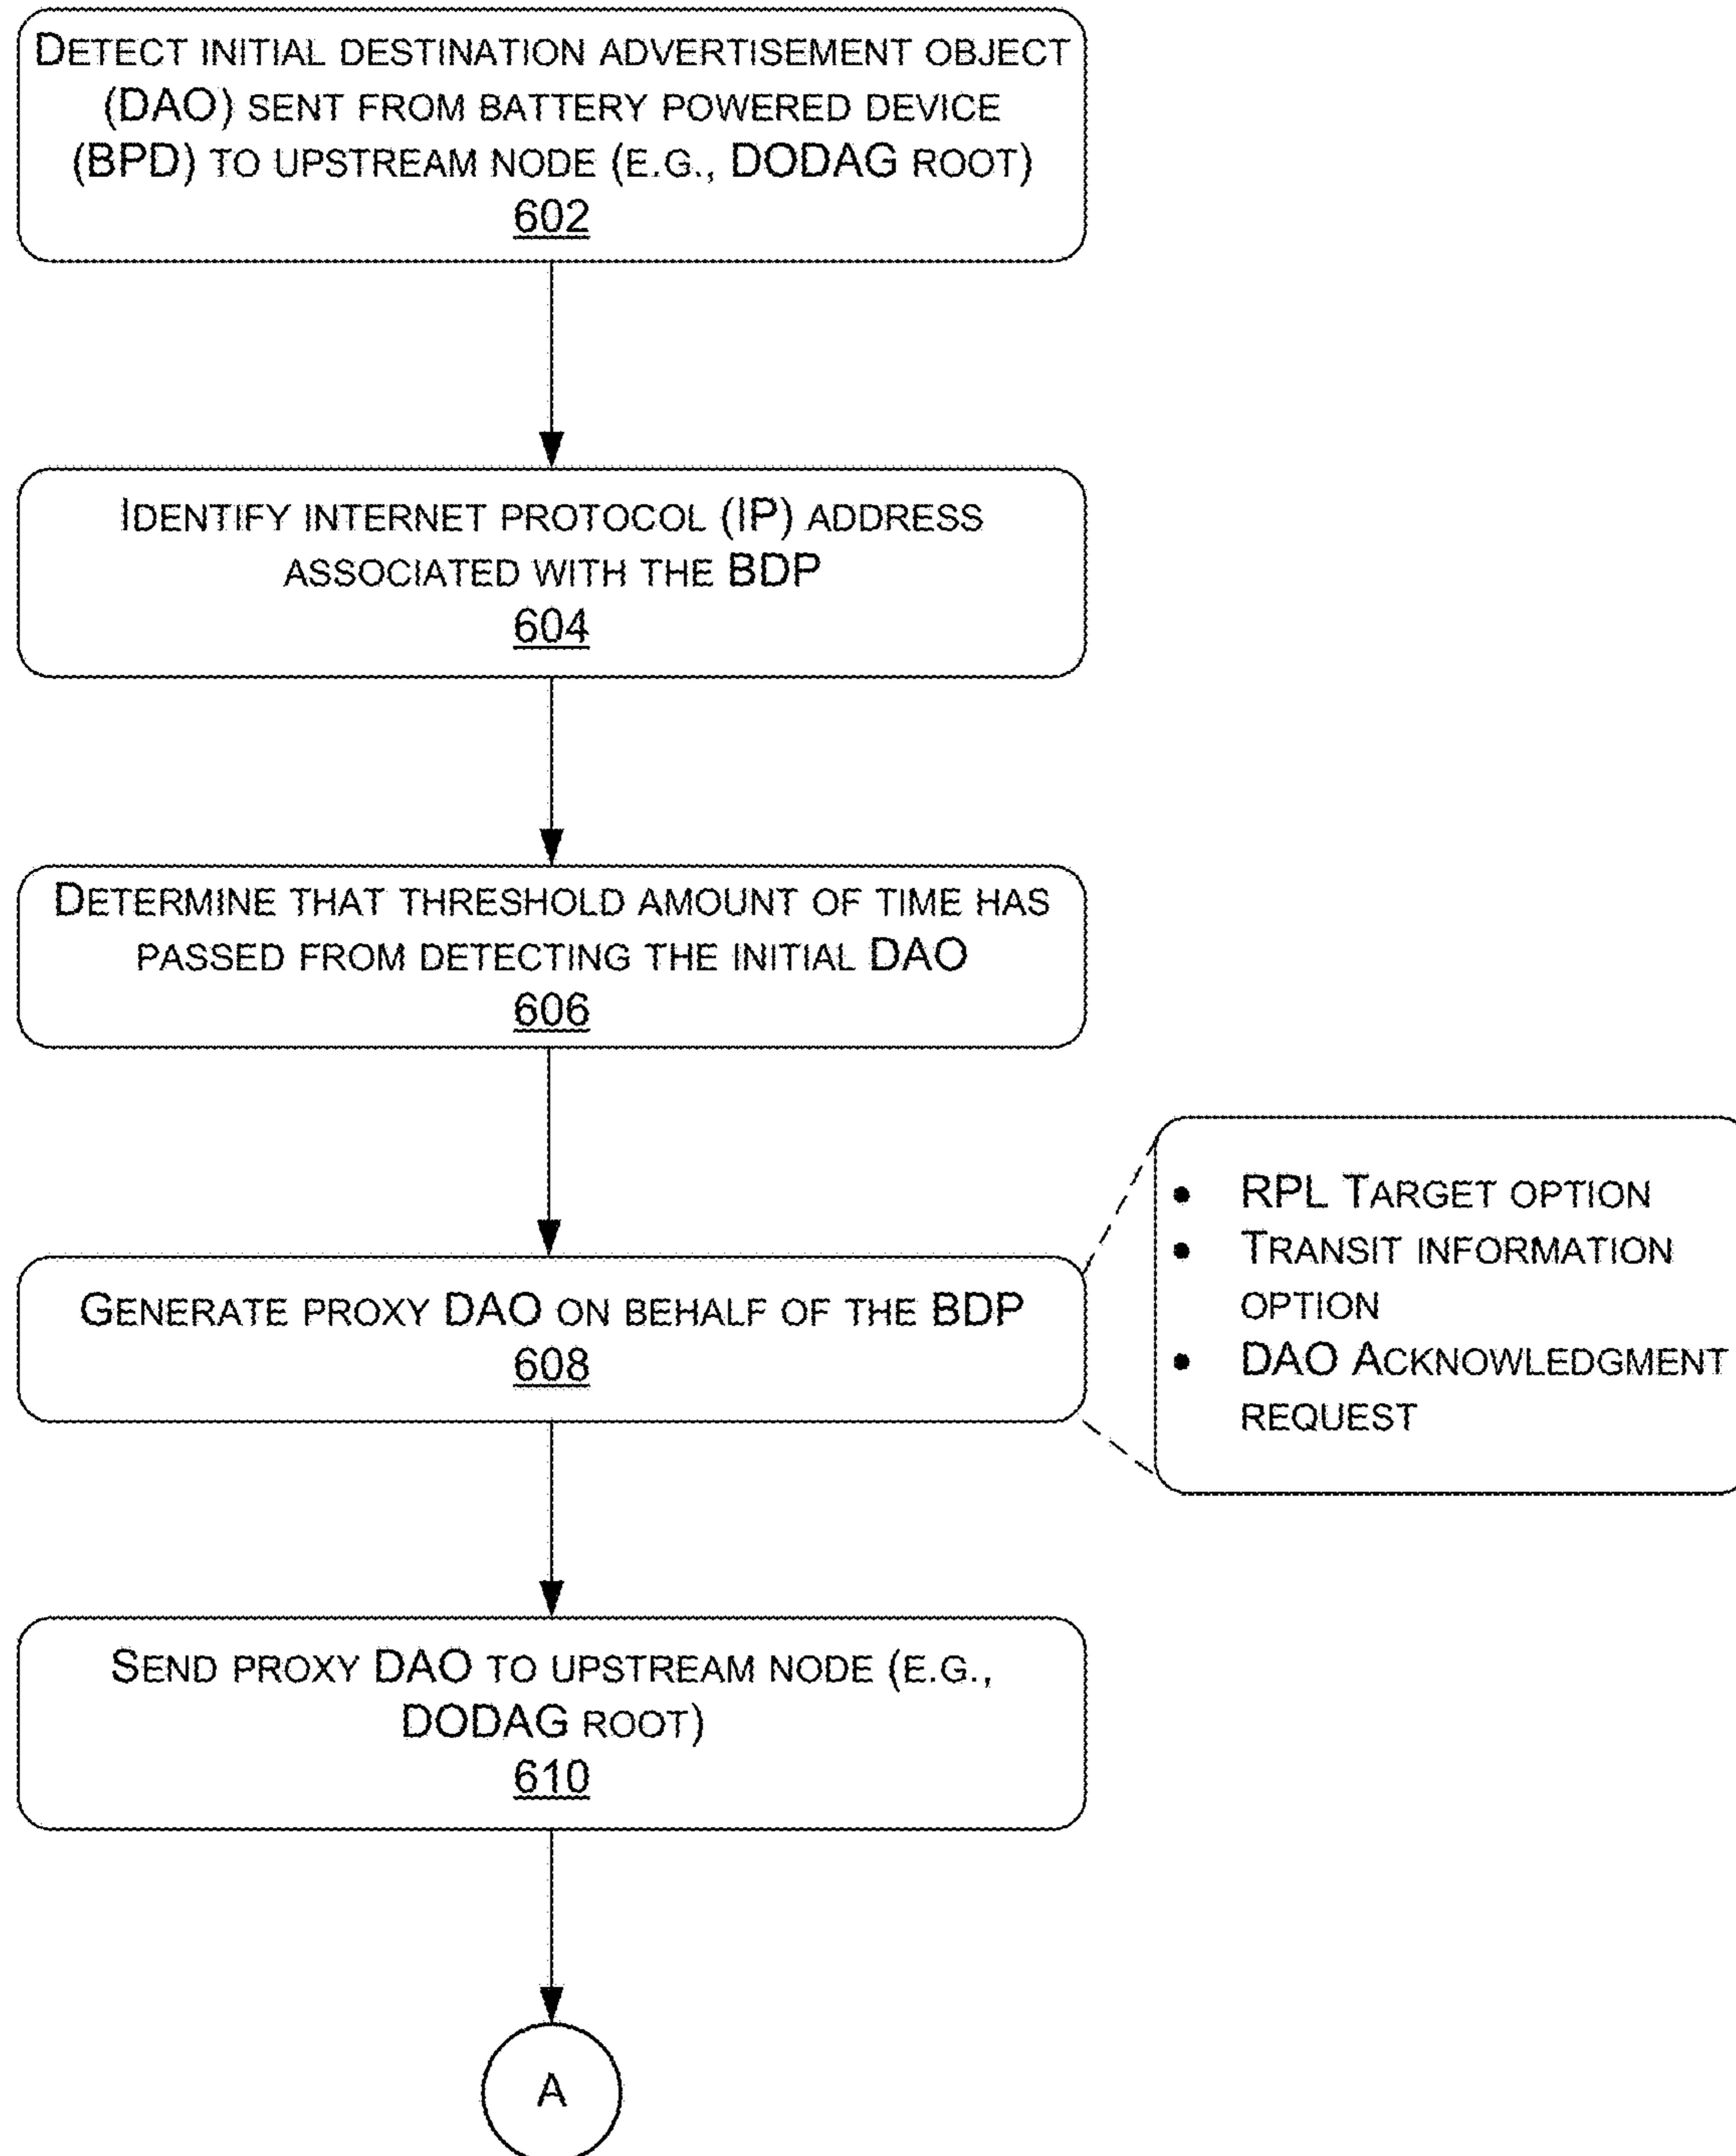 DETECT INITIAL DESTINATION ADVERTISEMENT OBJECT
(DAO) SENT FROM BATTERY POWERED DEVICE
(BPD) TO UPSTREAM NODE (E.G., DODAG ROOT)
602
IDENTIFY INTERNET PROTOCOL (IP) ADDRESS
ASSOCIATED WITH THE BDP
604
DETERMINE THAT THRESHOLD AMOUNT OF TIME HAS
PASSED FROM DETECTING THE INITIAL DAO
606
GENERATE PROXY DAO ON BEHALF OF THE BDP
608
• RPL TARGET OPTION
• TRANSIT INFORMATION
OPTION
• DAO ACKNOWLEDGMENT
REQUEST
SEND PROXY DAO TO UPSTREAM NODE (E.G.,
DODAG ROOT)
610
A